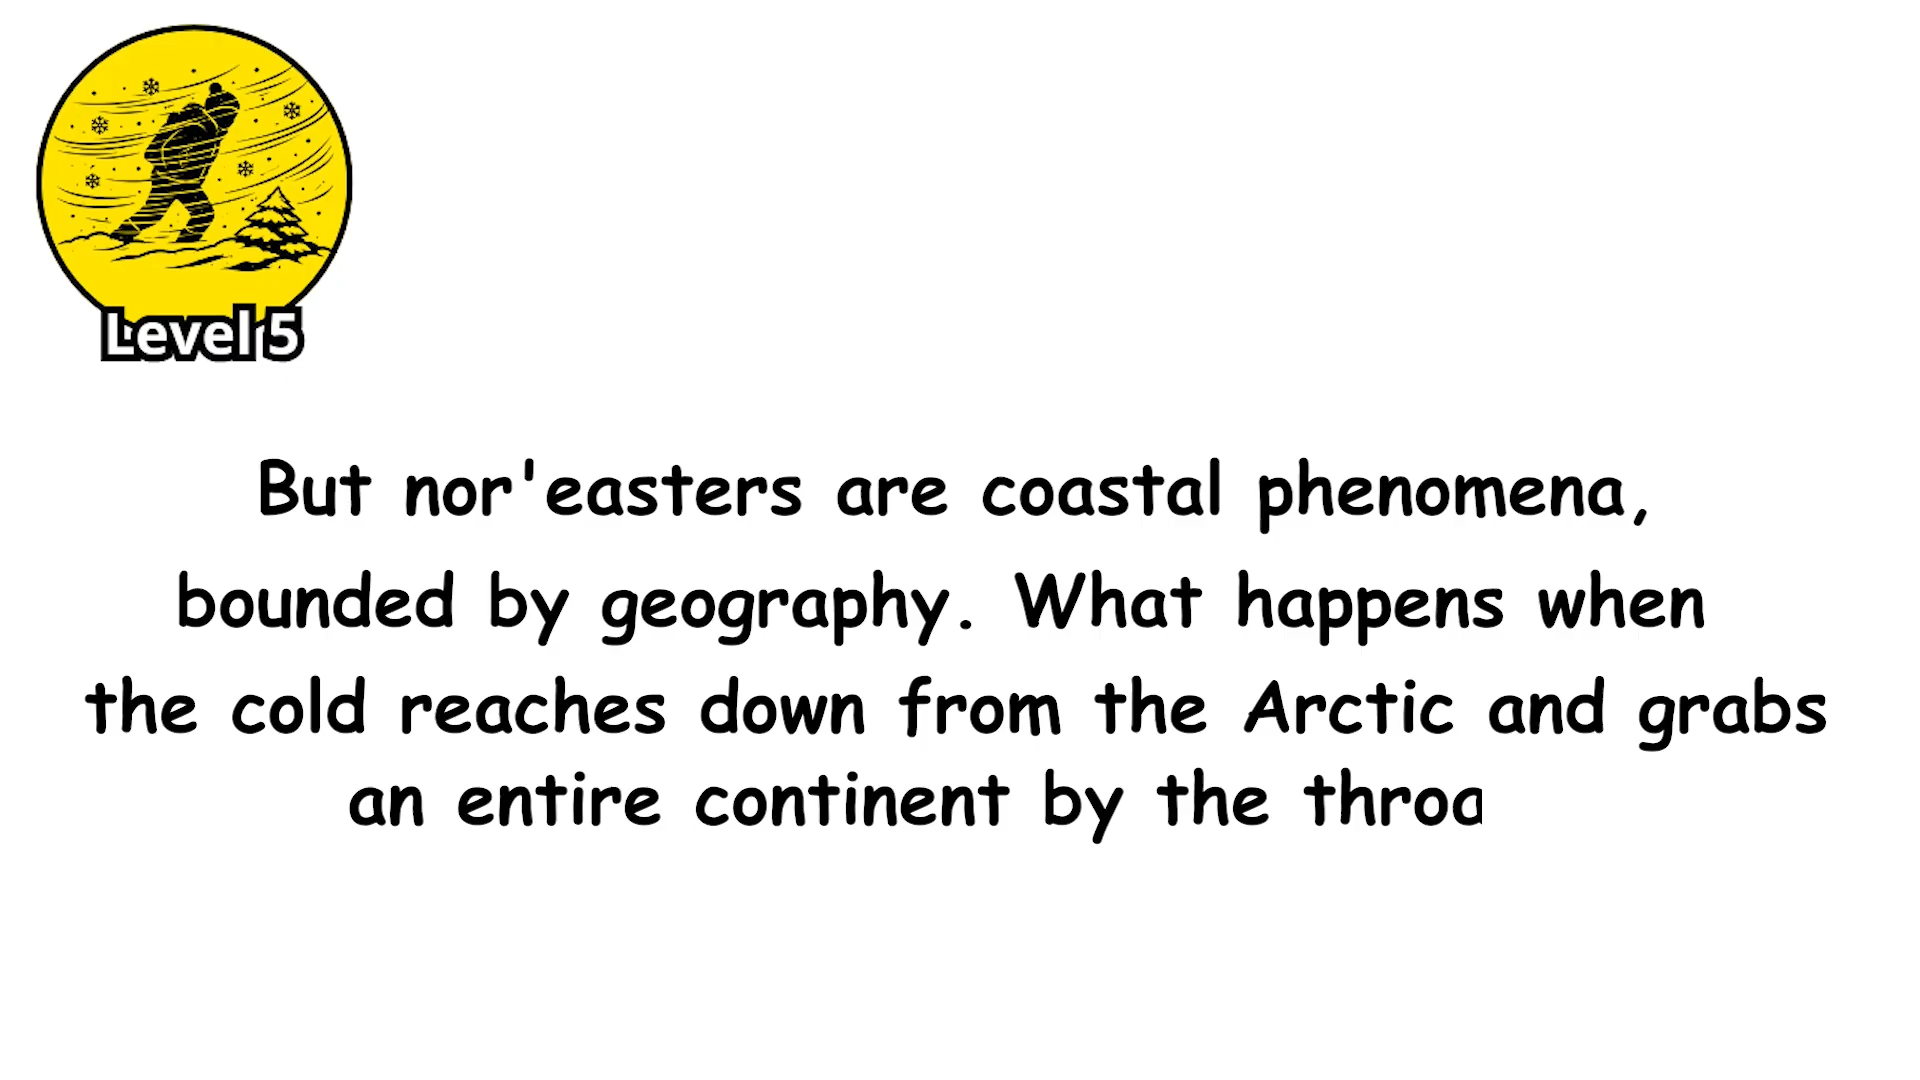 Level 5
But nor'easters are coastal phenomena,
bounded by geography. What happens when
the cold reaches down from the Arctic and grabs
an entire continent by the throa